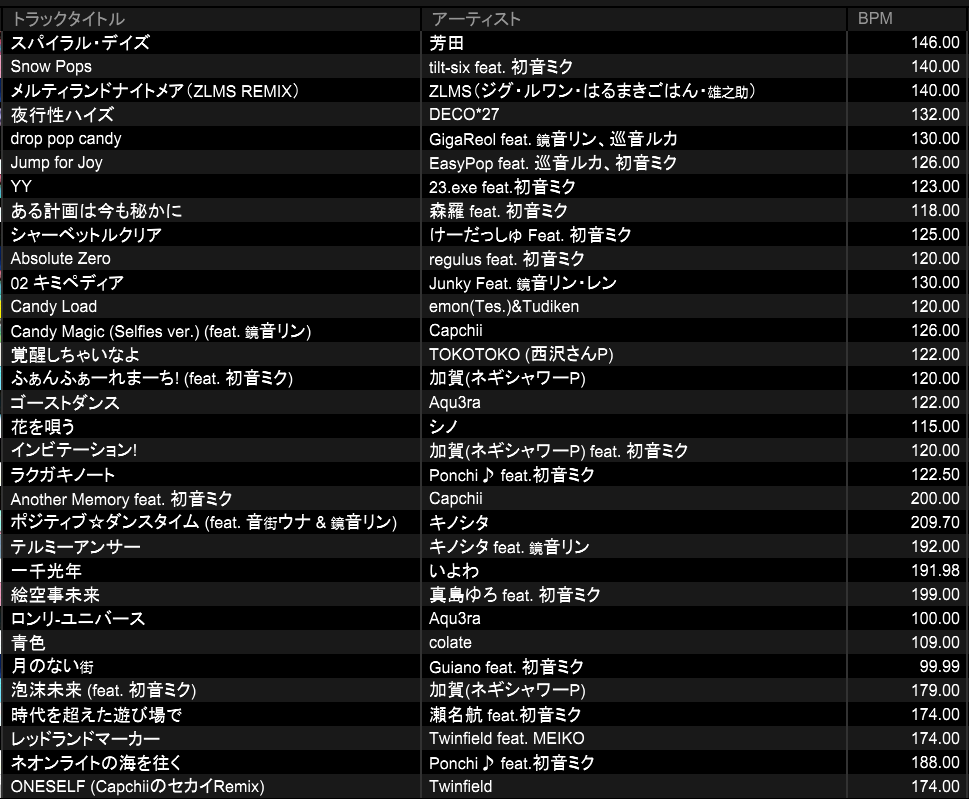 トラックタイトル アーティスト BPM
スパイラル・デイズ 芳田 146.00
Snow Pops tilt-six feat. 初音ミク 140.00
メルティランドナイトメア（ZLMS REMIX） ZLMS（ジグ・ルワン・はるまきごはん・雄之助） 140.00
夜行性ハイズ DECO*27 132.00
drop pop candy GigaReol feat. 鏡音リン、巡音ルカ 130.00
Jump for Joy EasyPop feat. 巡音ルカ、初音ミク 126.00
YY 23.exe feat.初音ミク 123.00
ある計画は今も秘かに 森羅 feat. 初音ミク 118.00
シャーベットルクリア けーだっしゅ Feat. 初音ミク 125.00
Absolute Zero regulus feat. 初音ミク 120.00
02 キミペディア Junky Feat. 鏡音リン・レン 130.00
Candy Load emon(Tes.)&Tudiken 120.00
Candy Magic (Selfies ver.) (feat. 鏡音リン) Capchii 126.00
覚醒しちゃいなよ TOKOTOKO (西沢さんP) 122.00
ふぁんふぁーれまーち! (feat. 初音ミク) 加賀(ネギシャワーP) 120.00
ゴーストダンス Aqu3ra 122.00
花を唄う シノ 115.00
インビテーション! 加賀(ネギシャワーP) feat. 初音ミク 120.00
ラクガキノート Ponchi♪ feat.初音ミク 122.50
Another Memory feat. 初音ミク Capchii 200.00
ポジティブ☆ダンスタイム (feat. 音街ウナ & 鏡音リン) キノシタ 209.70
テルミーアンサー キノシタ feat. 鏡音リン 192.00
一千光年 いよわ 191.98
絵空事未来 真島ゆろ feat. 初音ミク 199.00
ロンリ-ユニバース Aqu3ra 100.00
青色 colate 109.00
月のない街 Guiano feat. 初音ミク 99.99
泡沫未来 (feat. 初音ミク) 加賀(ネギシャワーP) 179.00
時代を超えた遊び場で 瀬名航 feat.初音ミク 174.00
レッドランドマーカー Twinfield feat. MEIKO 174.00
ネオンライトの海を往く Ponchi♪ feat.初音ミク 188.00
ONESELF (CapchiiのセカイRemix) Twinfield 174.00